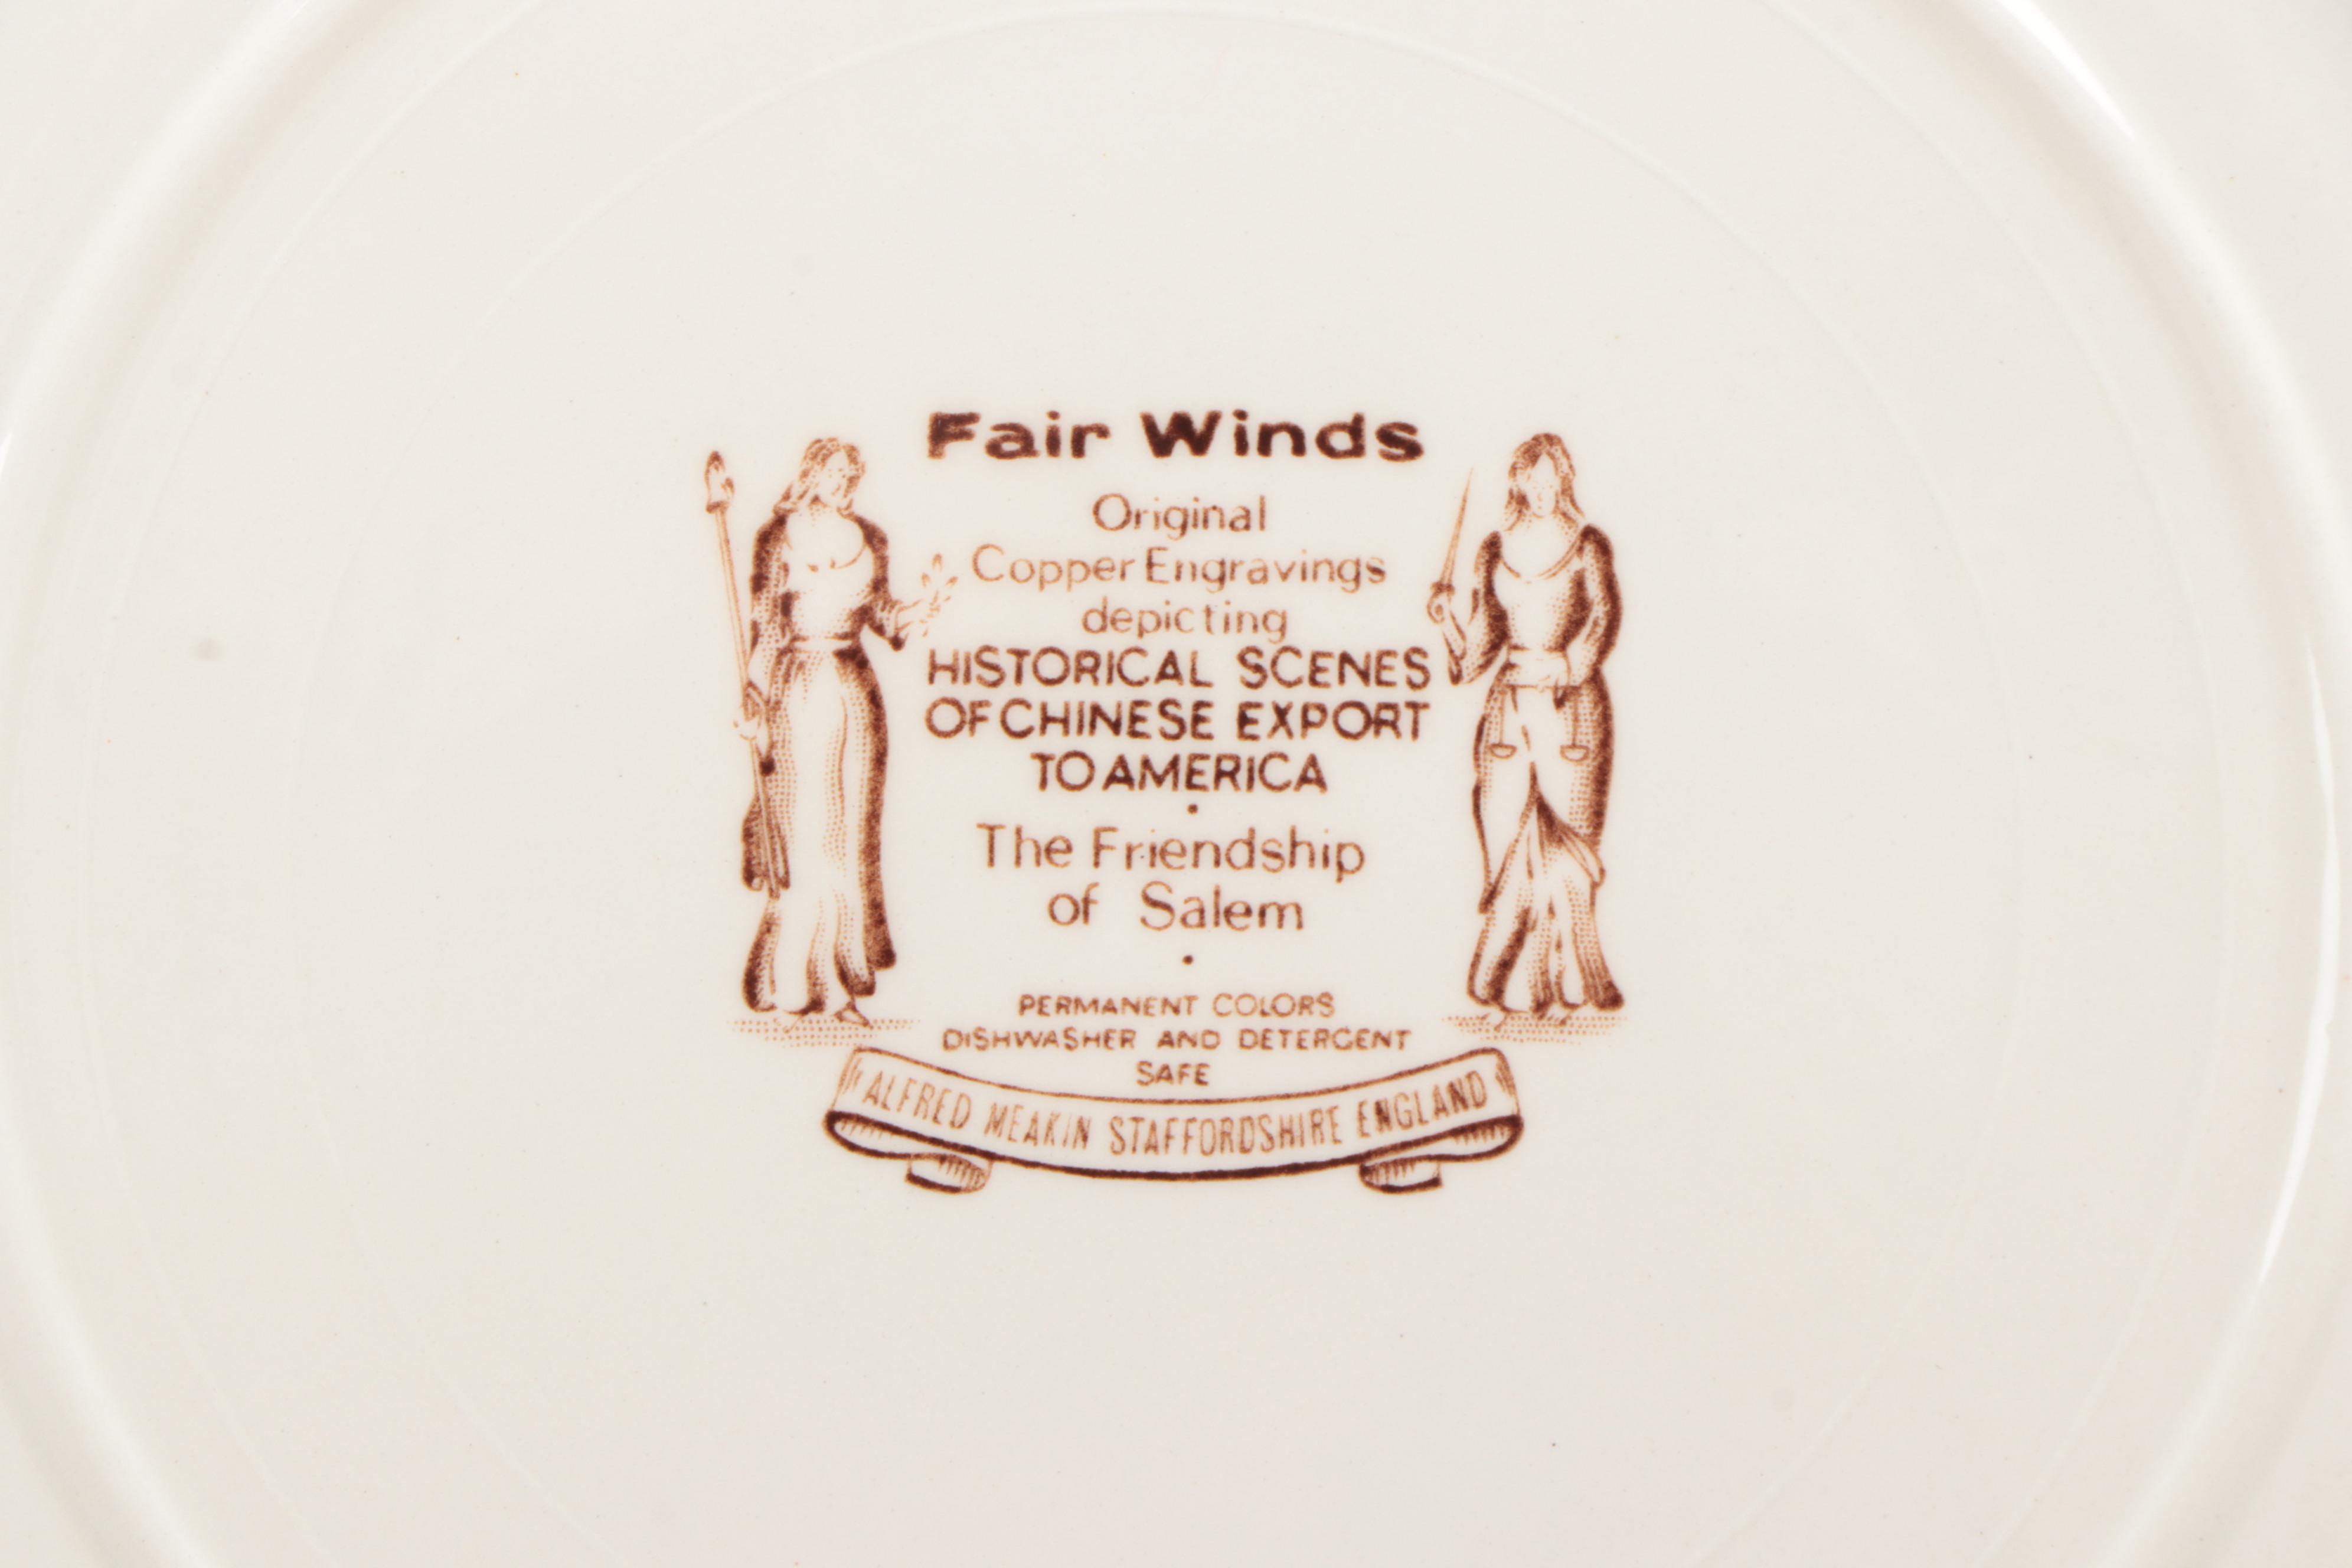 Fair Winds
Original
Copper Engravings
depicting
HISTORICAL SCENES
OF CHINESE EXPORT
TO AMERICA
The Friendship
of Salem
PERMANENT COLORS
DISHWASHER AND DETERGENT
SAFE
ALFRED MEAKIN STAFFORDSHIRE ENGLAND